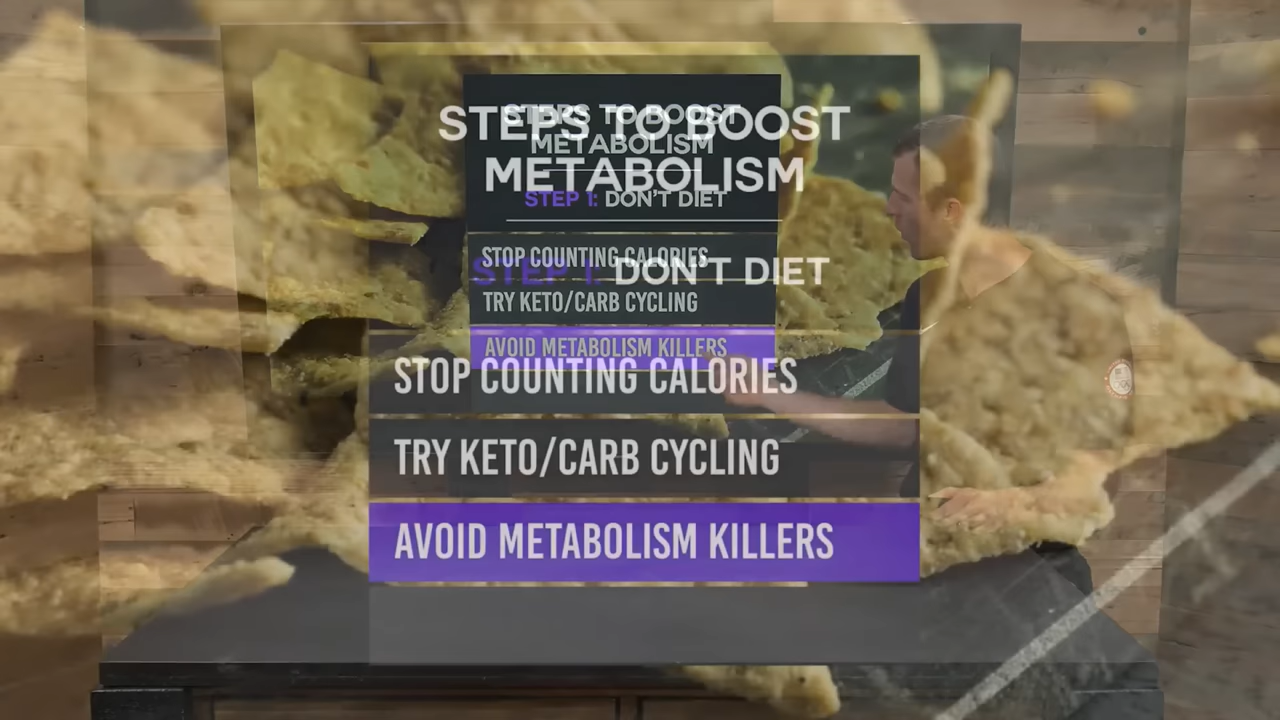 STEPS TO BOOST
METABOLISM
STEP 1: DON'T DIET
STOP COUNTING CALORIES
TRY KETO/CARB CYCLING
AVOID METABOLISM KILLERS
STEPS TO BOOST
METABOLISM
STEP 1: DON'T DIET
STOP COUNTING CALORIES
TRY KETO/CARB CYCLING
AVOID METABOLISM KILLERS